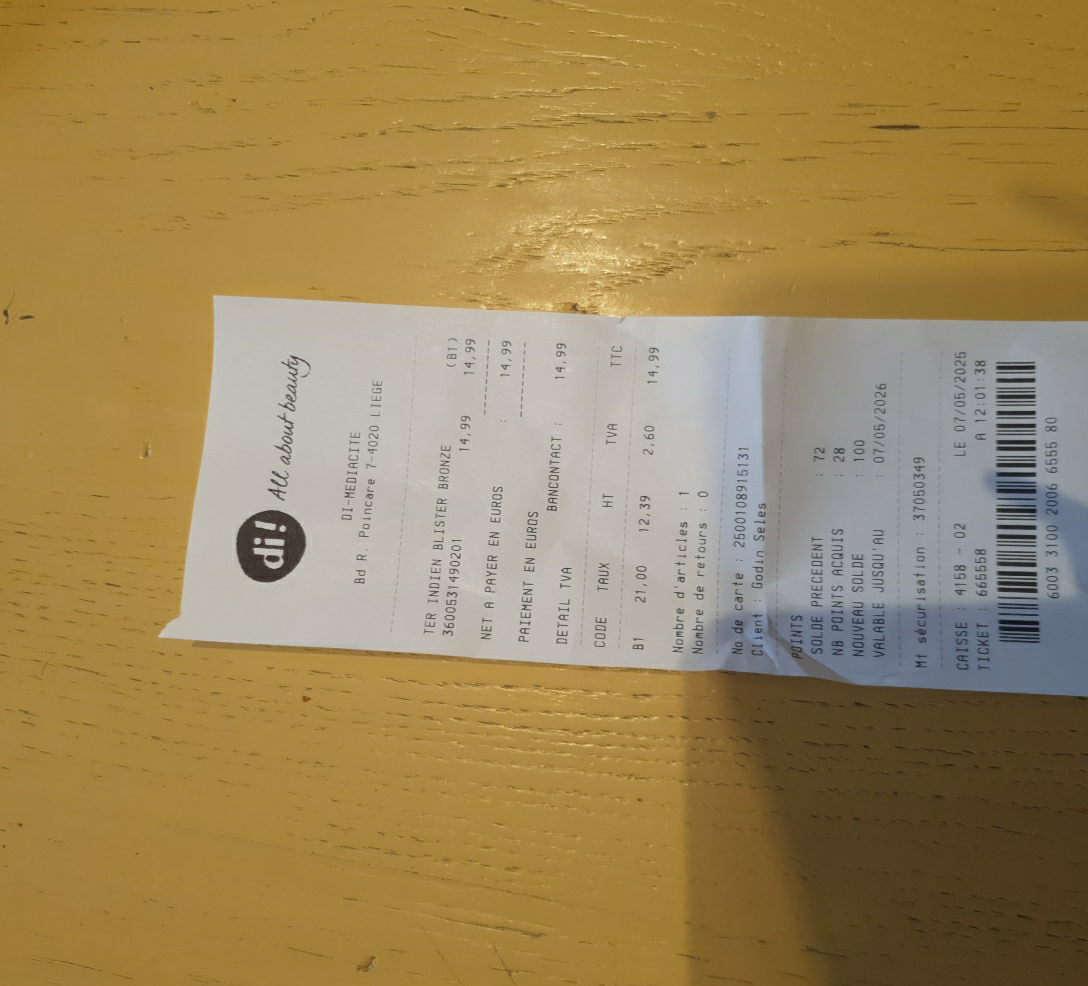 di! All about beauty
DI-MEDIACITE
Bd R. Poincare 7-4020 LIEGE
(B1)
TER INDIEN BLISTER BRONZE
3600531490201 14,99 14,99
NET A PAYER EN EUROS : 14,99
PAIEMENT EN EUROS
BANCONTACT : 14,99
DETAIL TVA
CODE TAUX HT TVA TTC
B1 21,00 12,39 2,60 14,99
Nombre d'articles : 1
Nombre de retours : 0
No de carte : 2500108915131
Client : Godin Seles
POINTS
SOLDE PRECEDENT : 72
NB POINTS ACQUIS : 28
NOUVEAU SOLDE : 100
VALABLE JUSQU'AU : 07/05/2026
Mt sécurisation : 37050349
CAISSE : 4158 - 02 LE 07/05/2025
TICKET : 665558 A 12:01:38
6003 3100 2006 6555 80